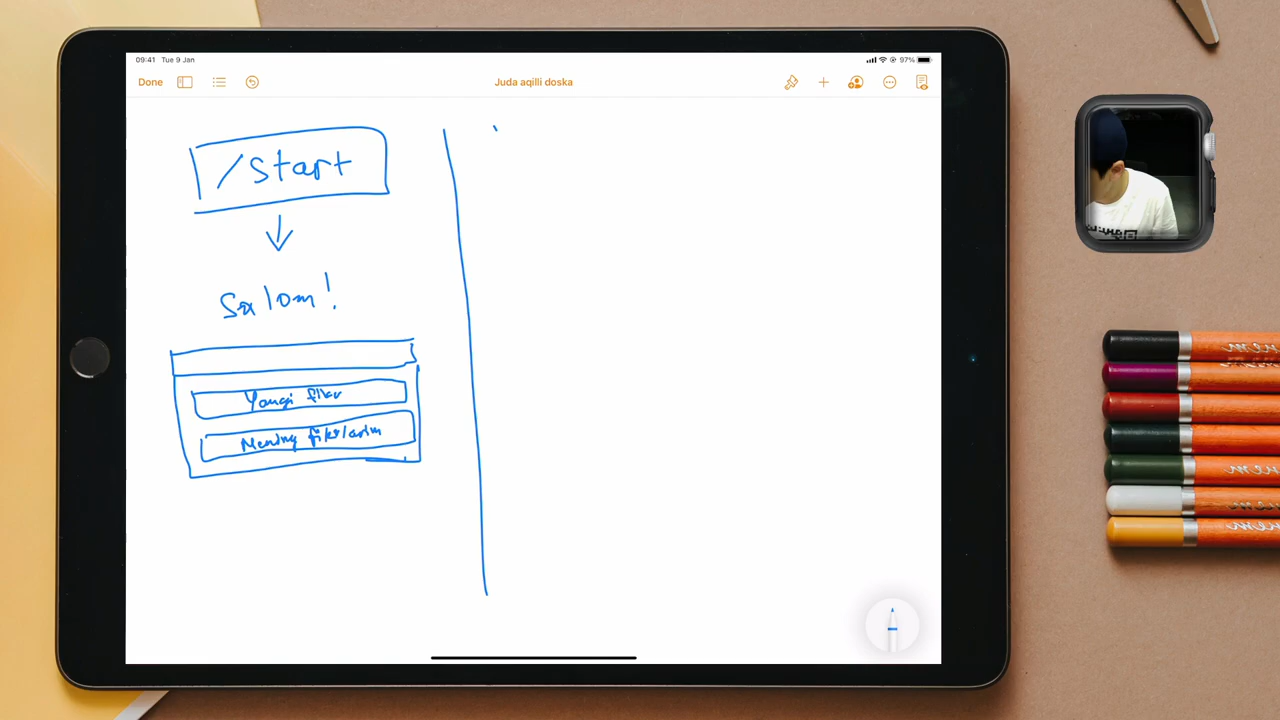 09:41 Tue 9 Jan
97%
Done
Juda aqilli doska
/start
Salom!
Yangi fikr
Mening fikrlarim